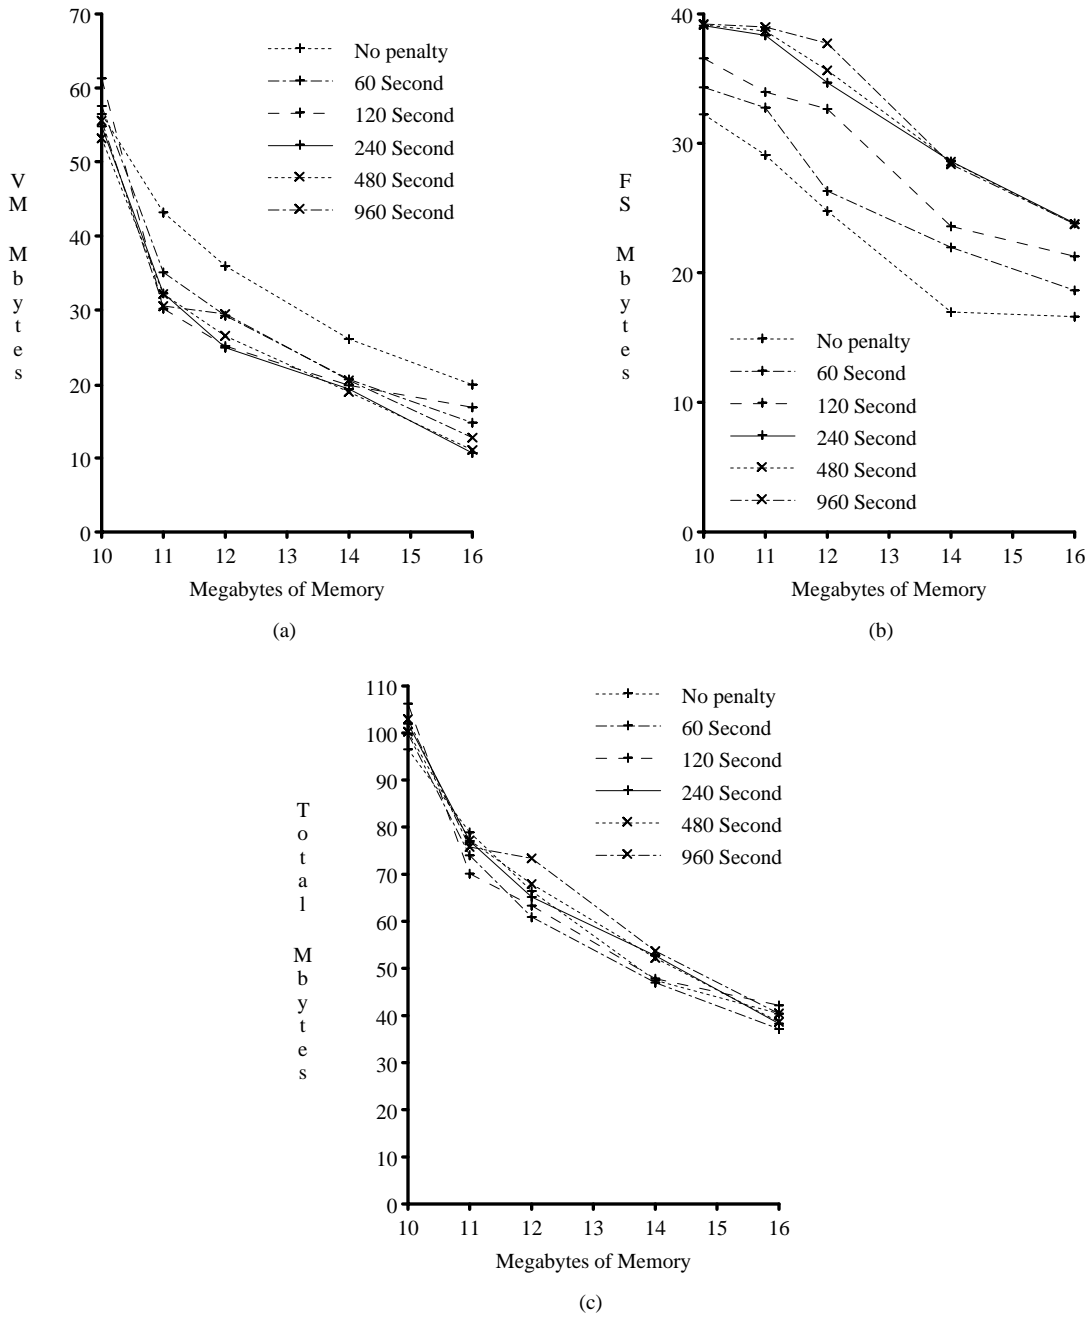 70
60
50
40
30
20
10
0
V
M
M
b
y
t
e
s
No penalty
60 Second
120 Second
240 Second
480 Second
960 Second
10 11 12 13 14 15 16
Megabytes of Memory
(a)
40
30
20
10
0
F
S
M
b
y
t
e
s
No penalty
60 Second
120 Second
240 Second
480 Second
960 Second
10 11 12 13 14 15 16
Megabytes of Memory
(b)
110
100
90
80
70
60
50
40
30
20
10
0
T
o
t
a
l
M
b
y
t
e
s
No penalty
60 Second
120 Second
240 Second
480 Second
960 Second
10 11 12 13 14 15 16
Megabytes of Memory
(c)